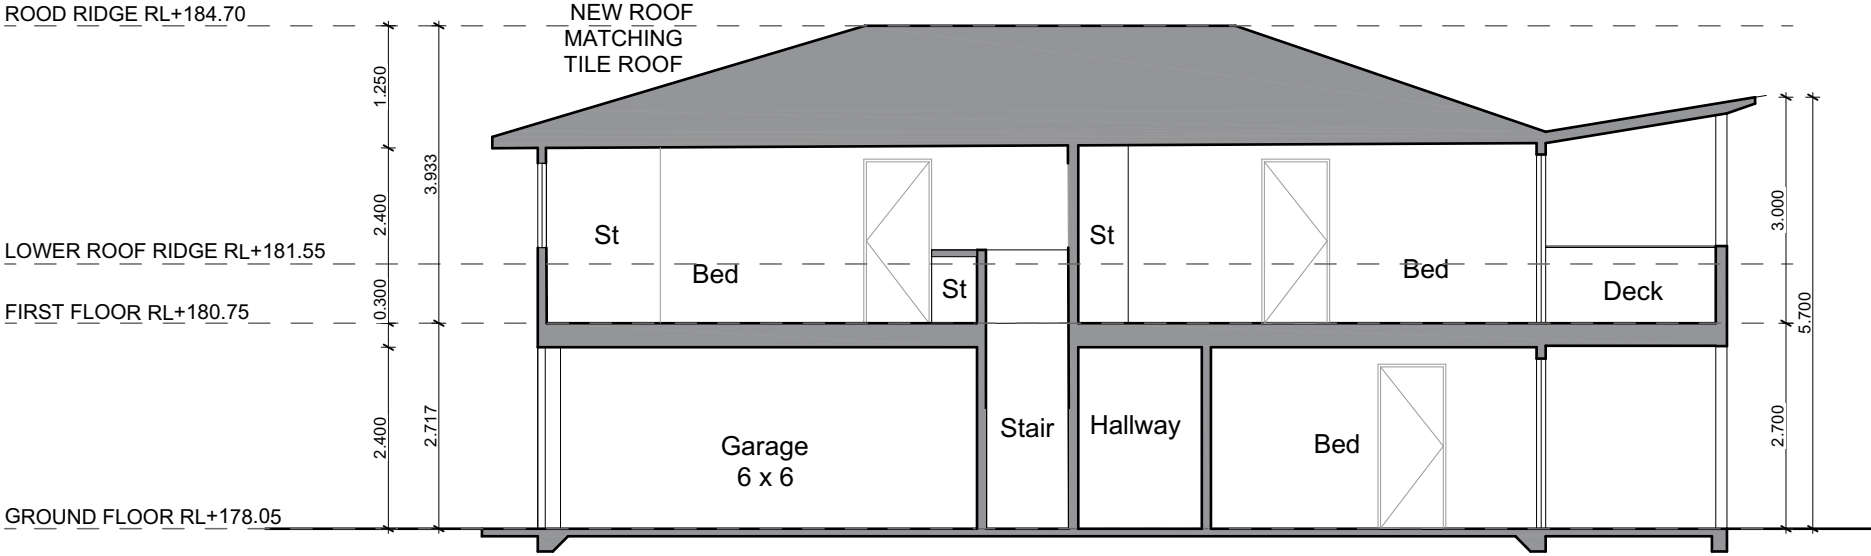 ROOD RIDGE RL+184.70
NEW ROOF
MATCHING
TILE ROOF
1.250
3.933
2.400
3.000
St
St
LOWER ROOF RIDGE RL+181.55
Bed
Bed
St
Deck
0.300
FIRST FLOOR RL+180.75
5.700
2.400
2.717
Garage
6 x 6
Stair
Hallway
Bed
2.700
GROUND FLOOR RL+178.05